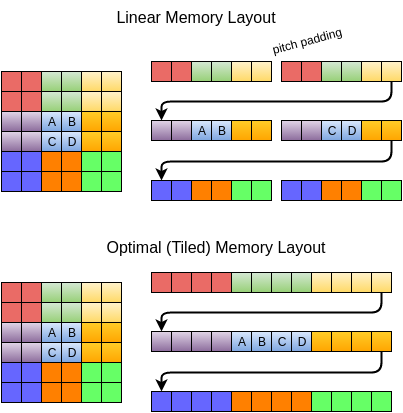 Linear Memory Layout
pitch padding
A B
C D
A B
C D
Optimal (Tiled) Memory Layout
A B
C D
A B C D